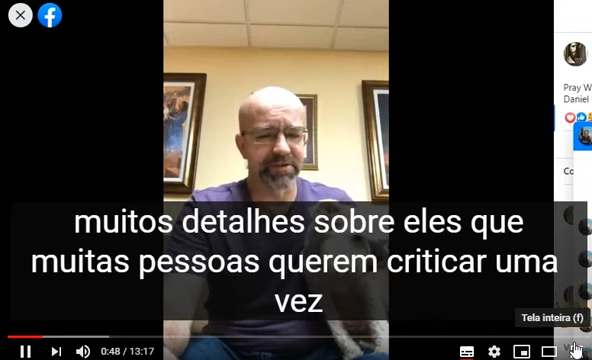 Pray W
Daniel
Co
muitos detalhes sobre eles que
muitas pessoas querem criticar uma
vez
Tela inteira (f)
0:48 / 13:17